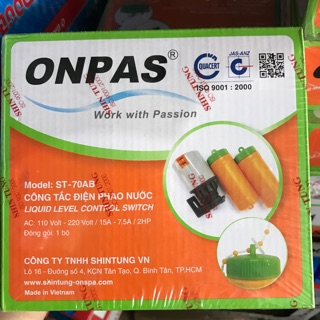 ONPAS®
Work with Passion
QUACERT
JAS-ANZ
ISO 9001 : 2000
SHIN TUNG
Model: ST-70AB
CÔNG TẮC ĐIỆN PHAO NƯỚC
LIQUID LEVEL CONTROL SWITCH
AC: 110 Volt - 220 Volt / 15A - 7.5A / 2HP
Đóng gói: 1 bộ
CÔNG TY TNHH SHINTUNG VN
Lô 16 - Đường số 4, KCN Tân Tạo, Q. Bình Tân, TP.HCM
www.shintung-onspa.com
Made in Vietnam